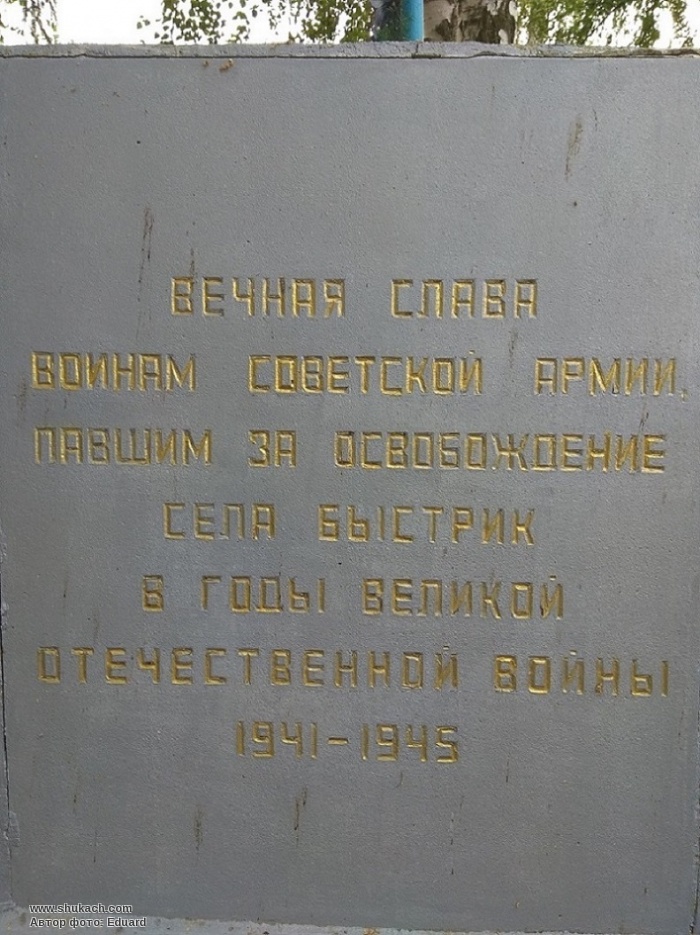 ВЕЧНАЯ СЛАВА
ВОИНАМ СОВЕТСКОЙ АРМИИ,
ПАВШИМ ЗА ОСВОБОЖДЕНИЕ
СЕЛА БЫСТРИК
В ГОДЫ ВЕЛИКОЙ
ОТЕЧЕСТВЕННОЙ ВОЙНЫ
1941-1945
www.shukach.com
Автор фото: Eduard